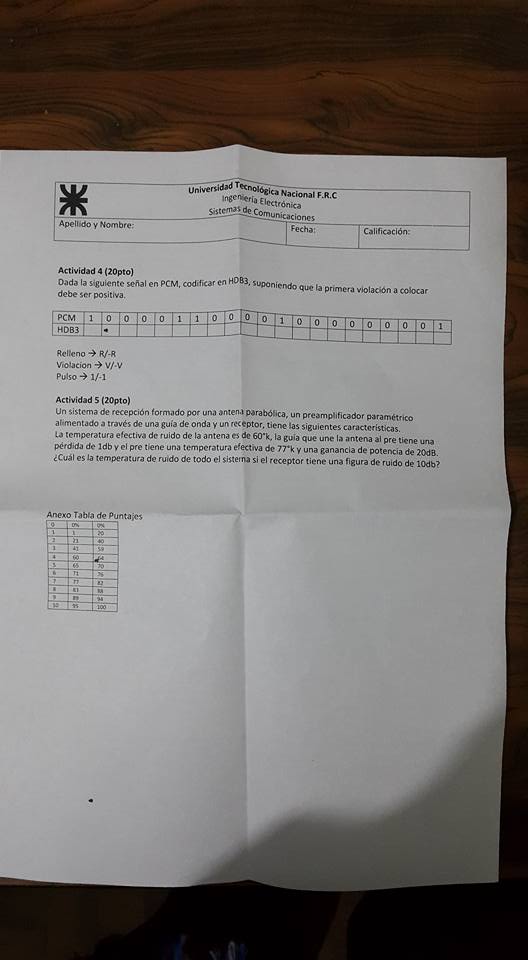 Universidad Tecnológica Nacional F.R.C
Ingeniería Electrónica
Sistemas de Comunicaciones
Apellido y Nombre:
Fecha:
Calificación:
Actividad 4 (20pto)
Dada la siguiente señal en PCM, codificar en HDB3, suponiendo que la primera violación a colocar
debe ser positiva.
PCM 1 0 0 0 0 1 1 0 0 0 0 1 0 0 0 0 0 0 0 1
HDB3
Relleno → R/-R
Violacion → V/-V
Pulso → 1/-1
Actividad 5 (20pto)
Un sistema de recepción formado por una antena parabólica, un preamplificador paramétrico
alimentado a través de una guía de onda y un receptor, tiene las siguientes características.
La temperatura efectiva de ruido de la antena es de 60°k, la guía que une la antena al pre tiene una
pérdida de 1db y el pre tiene una temperatura efectiva de 77°k y una ganancia de potencia de 20dB.
¿Cuál es la temperatura de ruido de todo el sistema si el receptor tiene una figura de ruido de 10db?
Anexo Tabla de Puntajes
0 0% 0%
1 1 20
2 21 40
3 41 59
4 60 64
5 65 70
6 71 76
7 77 82
8 83 88
9 89 94
10 95 100